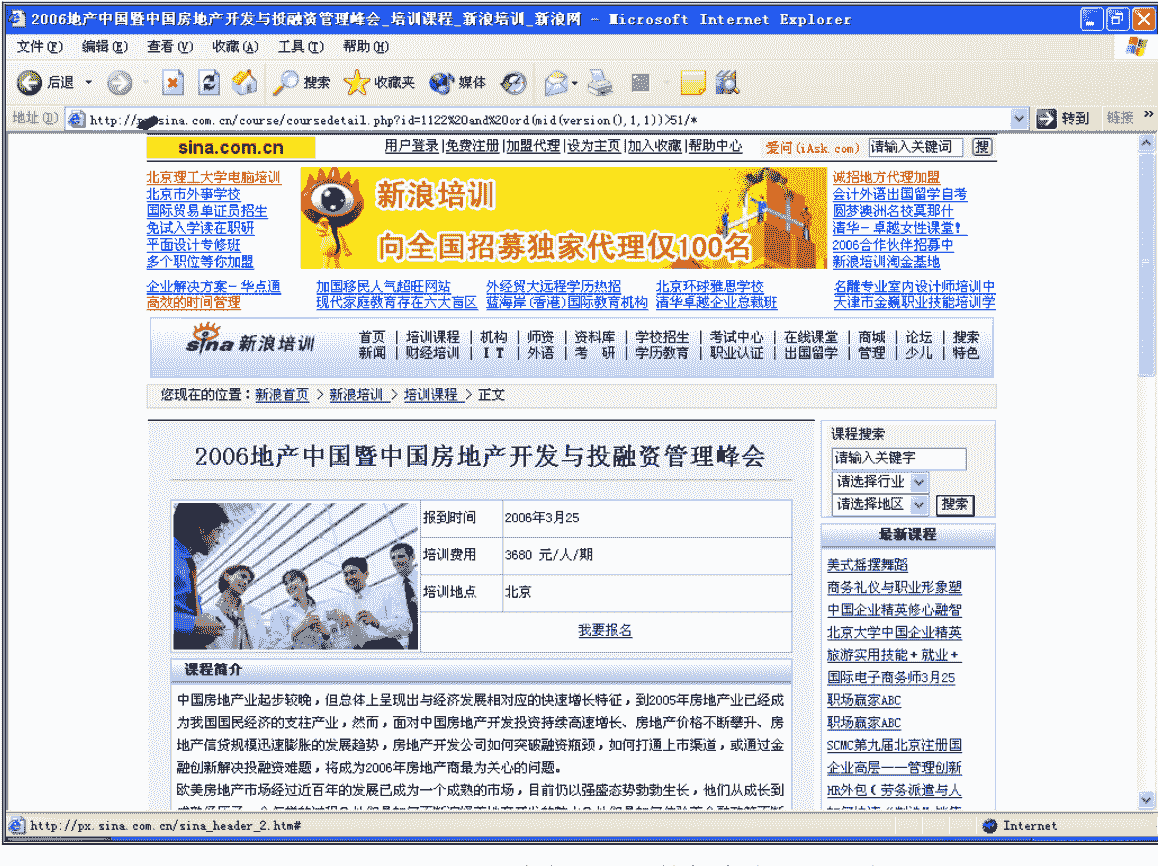 2006地产中国暨中国房地产开发与投融资管理峰会_培训课程_新浪培训_新浪网 - Microsoft Internet Explorer
文件(F) 编辑(E) 查看(V) 收藏(A) 工具(T) 帮助(H)
后退 搜索 收藏夹 媒体
地址(D) http://p sina.com.cn/course/coursedetail.php?id=1122%20and%20ord(mid(version(),1,1))>51/* 转到 链接 »
sina.com.cn 用户登录|免费注册|加盟代理|设为主页|加入收藏|帮助中心 爱问(iAsk.com) 请输入关键词 搜
北京理工大学电脑培训
北京市外事学校
国际贸易单证员招生
免试入学读在职研
平面设计专修班
多个职位等你加盟
新浪培训
向全国招募独家代理仅100名
诚招地方代理加盟
会计外语出国留学自考
圆梦澳洲名校莫那什
清华-卓越女性课堂!
2006合作伙伴招募中
新浪培训淘金基地
企业解决方案-华点通 加国移民人气超旺网站 外经贸大远程学历热招 北京环球雅思学校 名雕专业室内设计师培训中
高效的时间管理 现代家庭教育存在六大盲区 蓝海岸(香港)国际教育机构 清华卓越企业总裁班 天津市金赢职业技能培训学
sina 新浪培训
首页 | 培训课程 | 机构 | 师资 | 资料库 | 学校招生 | 考试中心 | 在线课堂 | 商城 | 论坛 | 搜索
新闻 | 财经培训 | I T | 外语 | 考 研 | 学历教育 | 职业认证 | 出国留学 | 管理 | 少儿 | 特色
您现在的位置:新浪首页 > 新浪培训 > 培训课程 > 正文
2006地产中国暨中国房地产开发与投融资管理峰会
报到时间 2006年3月25
培训费用 3680 元/人/期
培训地点 北京
我要报名
课程简介
中国房地产业起步较晚,但总体上呈现出与经济发展相对应的快速增长特征,到2005年房地产业已经成
为我国国民经济的支柱产业,然而,面对中国房地产开发投资持续高速增长、房地产价格不断攀升、房
地产信贷规模迅速膨胀的发展趋势,房地产开发公司如何突破融资瓶颈,如何打通上市渠道,或通过金
融创新解决投融资难题,将成为2006年房地产商最为关心的问题。
欧美房地产市场经过近百年的发展已成为一个成熟的市场,目前仍以强盛态势勃勃生长,他们从成长到
课程搜索
请输入关键字
请选择行业
请选择地区 搜索
最新课程
美式摇摆舞蹈
商务礼仪与职业形象塑
中国企业精英修心融智
北京大学中国企业精英
旅游实用技能+就业+
国际电子商务师3月25
职场赢家ABC
职场赢家ABC
SCMC第九届北京注册国
企业高层——管理创新
HR外包(劳务派遣与人
http://px.sina.com.cn/sina_header_2.htm# Internet